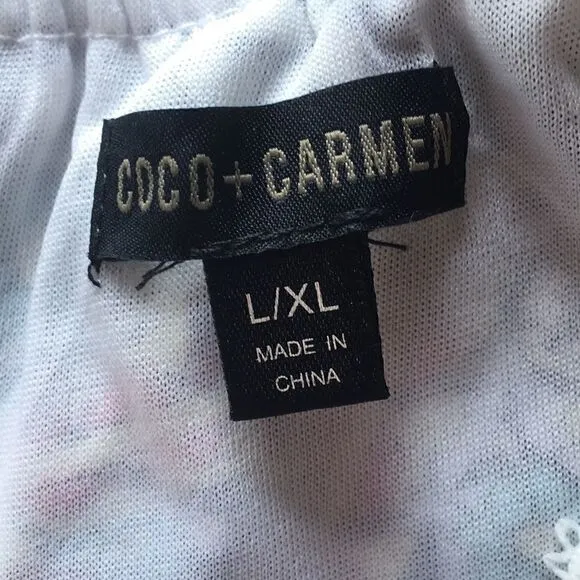 COCO+CARMEN
L/XL
MADE IN
CHINA